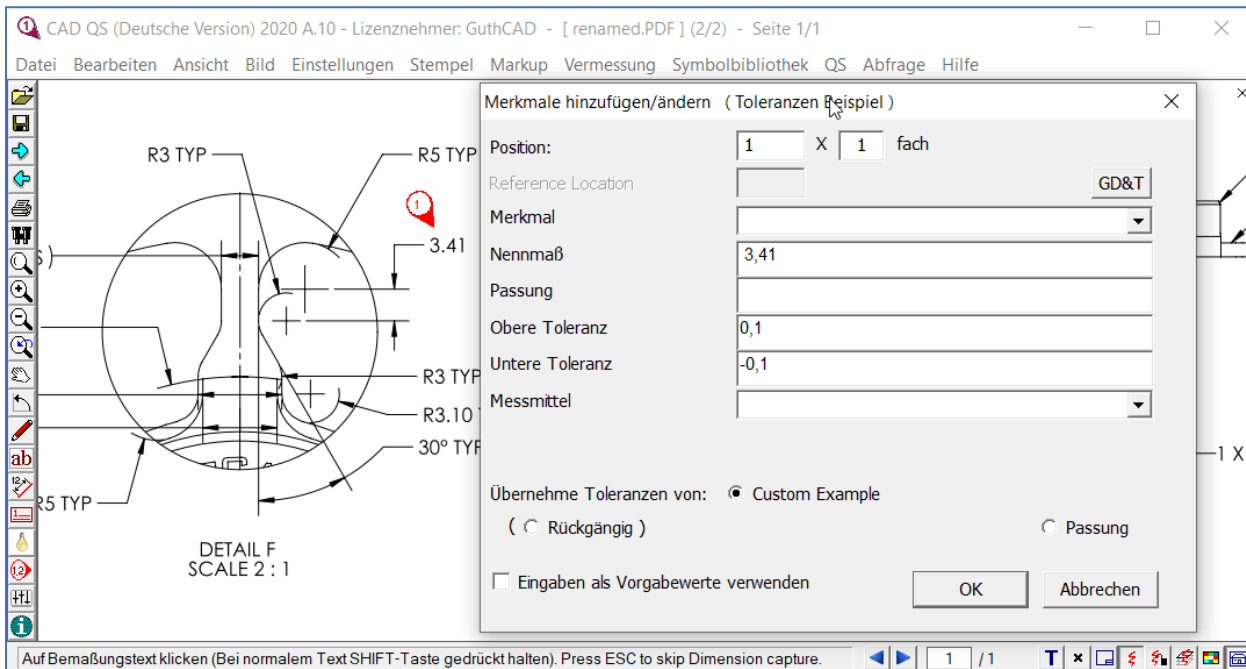 CAD QS (Deutsche Version) 2020 A.10 - Lizenznehmer: GuthCAD - [ renamed.PDF ] (2/2) - Seite 1/1
Datei Bearbeiten Ansicht Bild Einstellungen Stempel Markup Vermessung Symbolbibliothek QS Abfrage Hilfe
Merkmale hinzufügen/ändern ( Toleranzen Beispiel )
Position: 1 X 1 fach
Reference Location GD&T
Merkmal
Nennmaß 3,41
Passung
Obere Toleranz 0,1
Untere Toleranz -0,1
Messmittel
Übernahme Toleranzen von: Custom Example
( Rückgängig ) Passung
Eingaben als Vorgabewerte verwenden
OK Abbrechen
R3 TYP
R5 TYP
1
3.41
S )
R3 TYP
R3.10
30° TYP
R5 TYP
1 X
DETAIL F
SCALE 2 : 1
ab
Auf Bemaßungstext klicken (Bei normalem Text SHIFT-Taste gedrückt halten). Press ESC to skip Dimension capture.
1 / 1
T